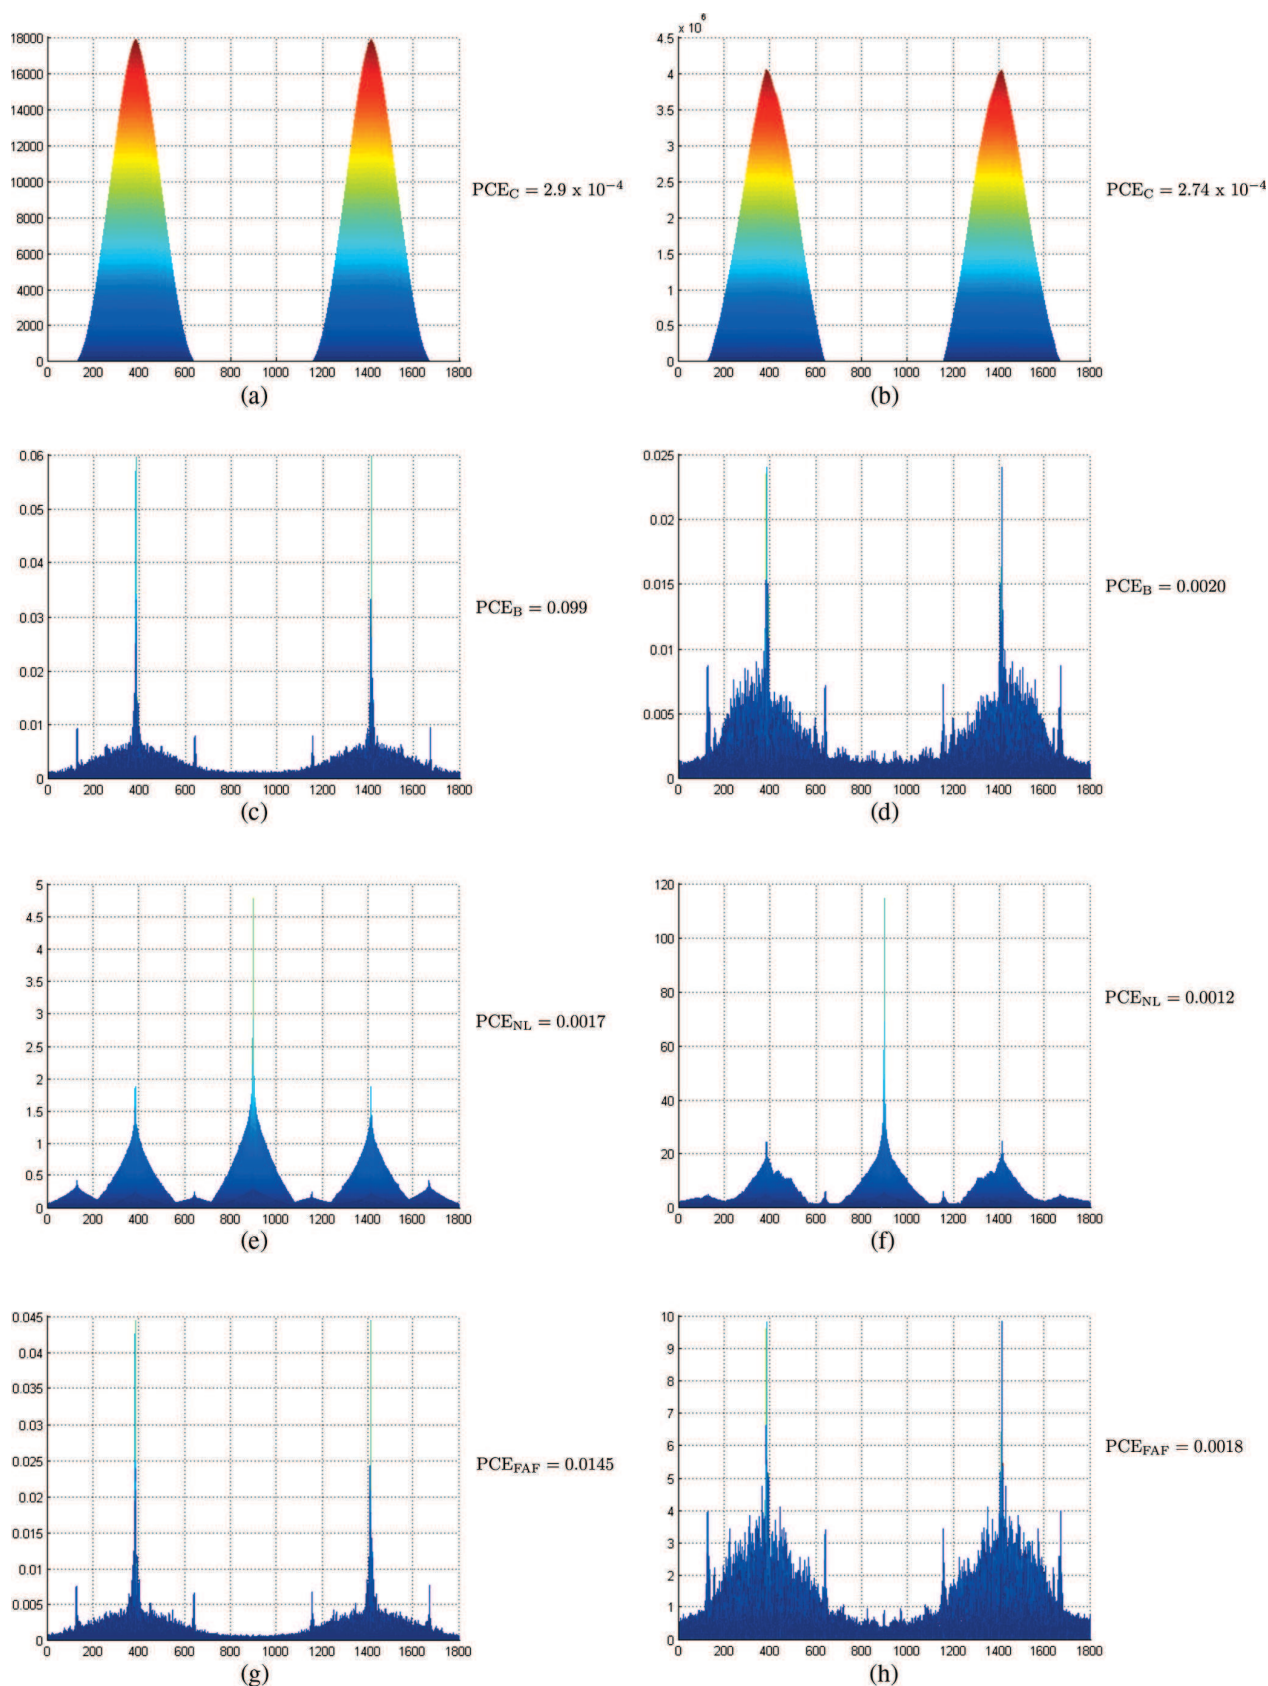 18000
16000
14000
12000
10000
8000
6000
4000
2000
0
0 200 400 600 800 1000 1200 1400 1600 1800
PCE_C = 2.9 x 10^−4
(a)
x 10^6
4.5
4
3.5
3
2.5
2
1.5
1
0.5
0
0 200 400 600 800 1000 1200 1400 1600 1800
PCE_C = 2.74 x 10^−4
(b)
0.06
0.05
0.04
0.03
0.02
0.01
0
0 200 400 600 800 1000 1200 1400 1600 1800
PCE_B = 0.099
(c)
0.025
0.02
0.015
0.01
0.005
0
0 200 400 600 800 1000 1200 1400 1600 1800
PCE_B = 0.0020
(d)
5
4.5
4
3.5
3
2.5
2
1.5
1
0.5
0
0 200 400 600 800 1000 1200 1400 1600 1800
PCE_NL = 0.0017
(e)
120
100
80
60
40
20
0
0 200 400 600 800 1000 1200 1400 1600 1800
PCE_NL = 0.0012
(f)
0.045
0.04
0.035
0.03
0.025
0.02
0.015
0.01
0.005
0
0 200 400 600 800 1000 1200 1400 1600 1800
PCE_FAF = 0.0145
(g)
10
9
8
7
6
5
4
3
2
1
0
0 200 400 600 800 1000 1200 1400 1600 1800
PCE_FAF = 0.0018
(h)